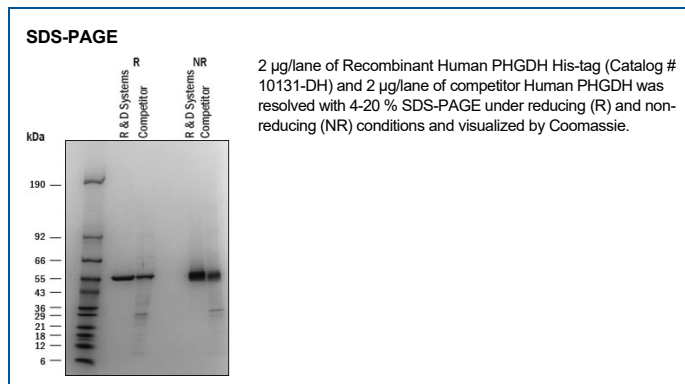 SDS-PAGE
R
NR
R & D Systems
Competitor
R & D Systems
Competitor
kDa
190
92
66
55
43
36
29
21
18
12
6
2 µg/lane of Recombinant Human PHGDH His-tag (Catalog #
10131-DH) and 2 µg/lane of competitor Human PHGDH was
resolved with 4-20 % SDS-PAGE under reducing (R) and non-
reducing (NR) conditions and visualized by Coomassie.